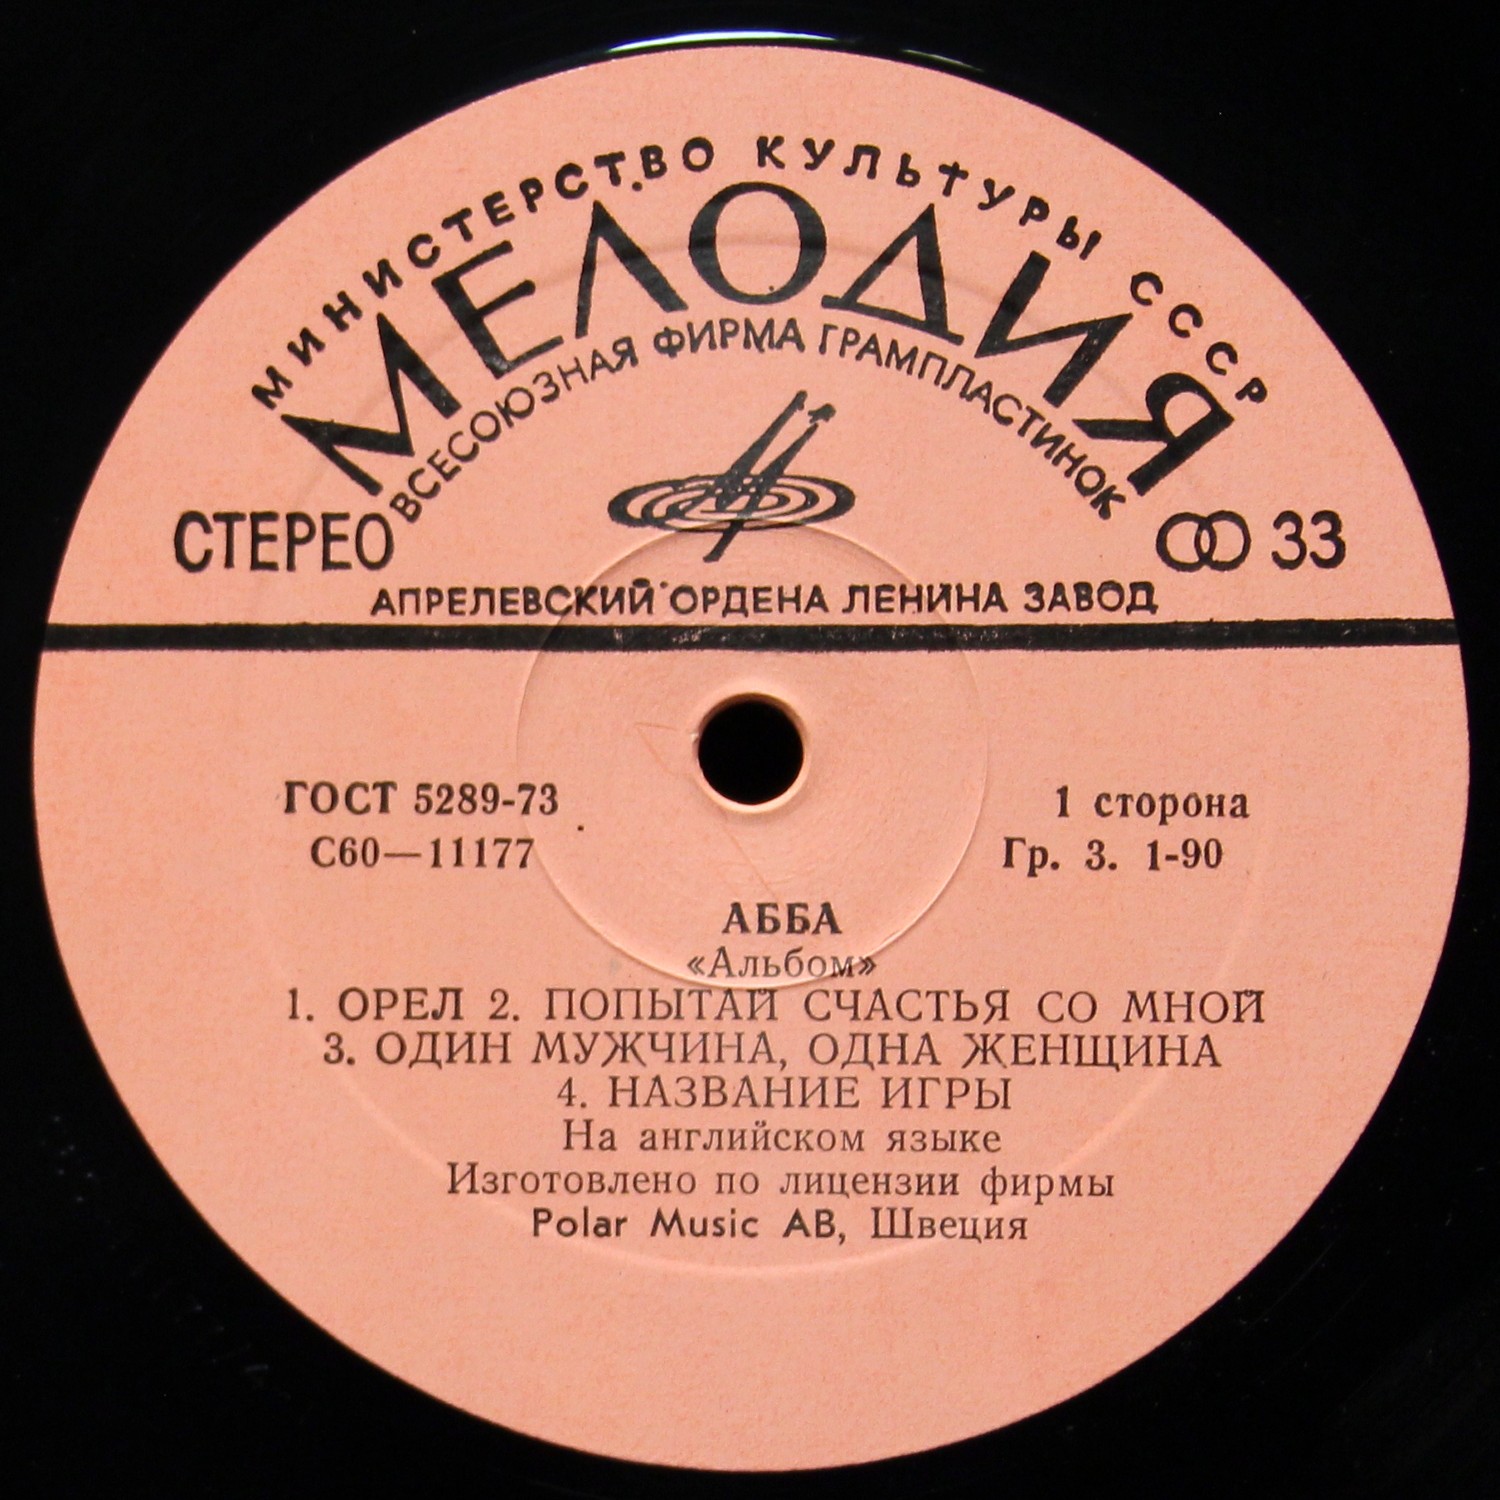 МИНИСТЕРСТВО КУЛЬТУРЫ СССР
МЕЛОДИЯ
ВСЕСОЮЗНАЯ ФИРМА ГРАМПЛАСТИНОК
СТЕРЕО
33
АПРЕЛЕВСКИЙ ОРДЕНА ЛЕНИНА ЗАВОД
ГОСТ 5289-73
1 сторона
С60—11177
Гр. 3. 1-90
АББА
«Альбом»
1. ОРЕЛ 2. ПОПЫТАЙ СЧАСТЬЯ СО МНОЙ
3. ОДИН МУЖЧИНА, ОДНА ЖЕНЩИНА
4. НАЗВАНИЕ ИГРЫ
На английском языке
Изготовлено по лицензии фирмы
Polar Music AB, Швеция